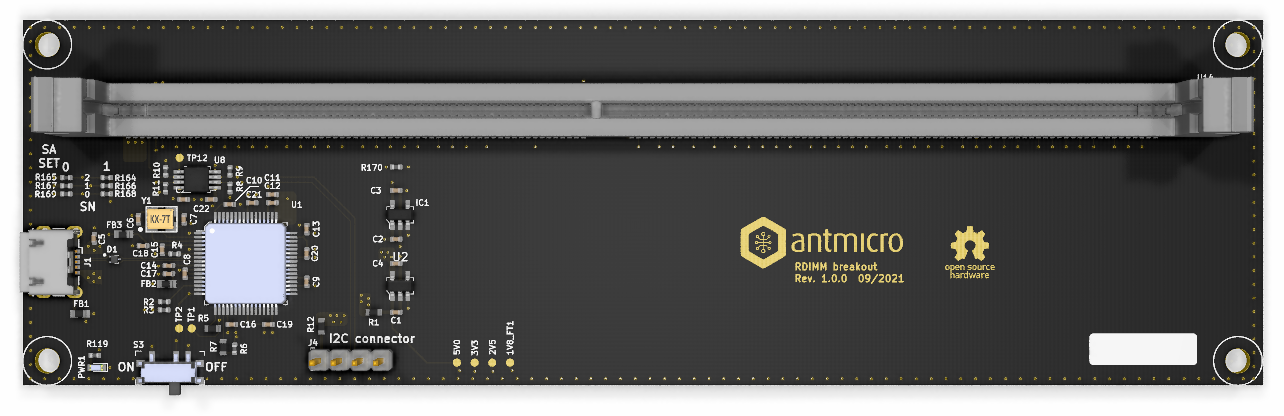 SA
SET 0 1
R165 2 R164
R167 1 R166
R169 0 R168
SN
TP12
U8
R10
R11
R9
R8
C10
C11
C12
C21
C22
Y1
KX-7T
C6
C7
FB3
U1
C13
C20
C9
D1
C5
C18
C15
R4
C14
C17
C8
FB2
J1
FB1
R2
TP2
TP1
R5
C16
C19
R7
R6
R119
PWR1
S3
ON
OFF
R170
C3
IC1
C2
U2
C4
C1
R1
R12
I2C connector
J4
5V0
3V3
2V5
1V8_FT1
antmicro
RDIMM breakout
Rev. 1.0.0 09/2021
open source
hardware